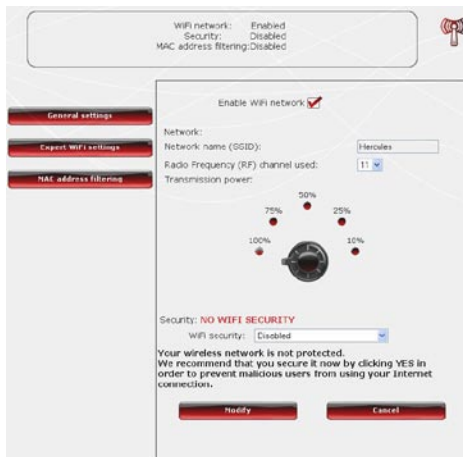 WiFi network: Enabled
Security: Disabled
MAC address filtering:Disabled
General settings
Expert WiFi settings
MAC address filtering
Enable WiFi network
Network:
Network name (SSID): Hercules
Radio Frequency (RF) channel used: 11
Transmission power:
50%
75% 25%
100% 10%
Security: NO WIFI SECURITY
WiFi security: Disabled
Your wireless network is not protected.
We recommend that you secure it now by clicking YES in
order to prevent malicious users from using your Internet
connection.
Modify Cancel